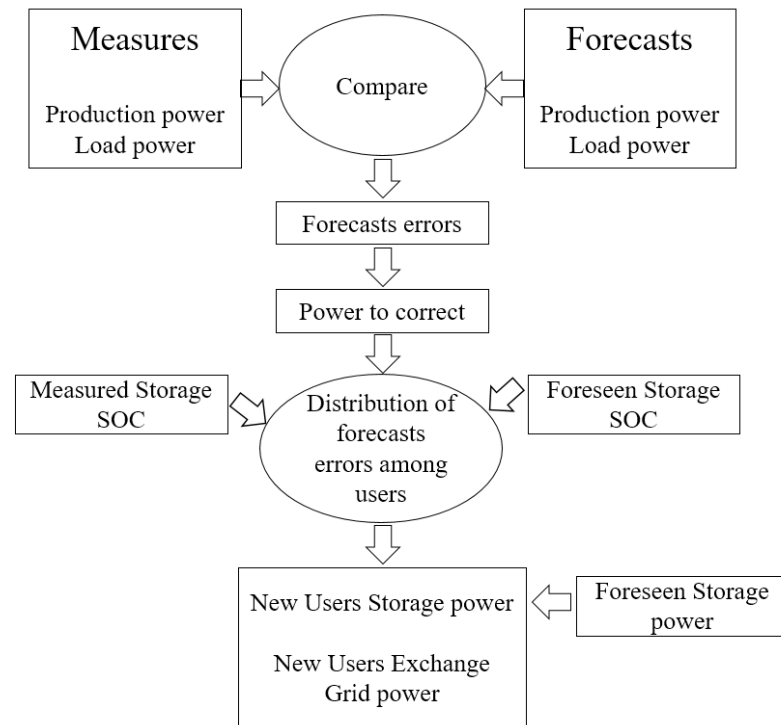 Measures
Production power
Load power
Compare
Forecasts
Production power
Load power
Forecasts errors
Power to correct
Measured Storage
SOC
Distribution of
forecasts
errors among
users
Foreseen Storage
SOC
New Users Storage power
New Users Exchange
Grid power
Foreseen Storage
power